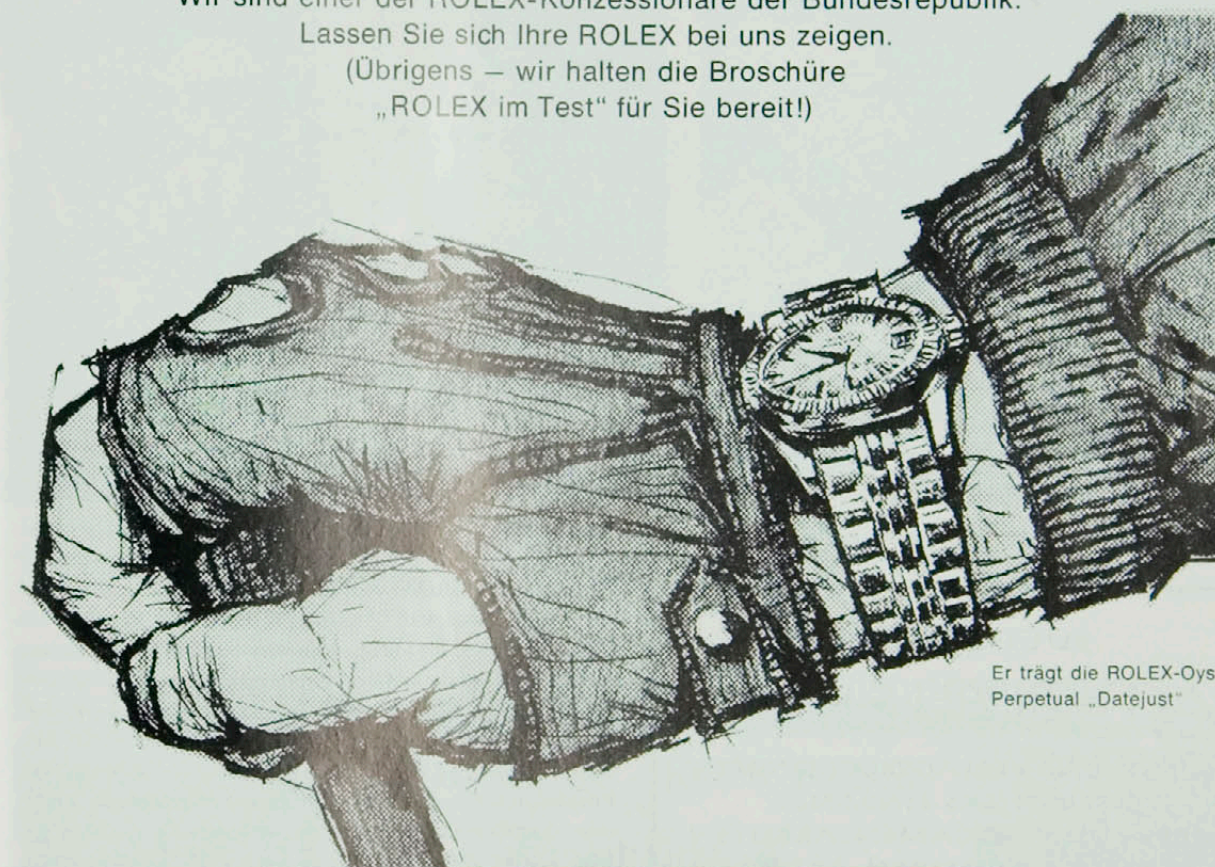 Wir sind einer der ROLEX-Konzessionäre der Bundesrepublik.
Lassen Sie sich Ihre ROLEX bei uns zeigen.
(Übrigens – wir halten die Broschüre
„ROLEX im Test“ für Sie bereit!)
Er trägt die ROLEX-Oys
Perpetual „Datejust“